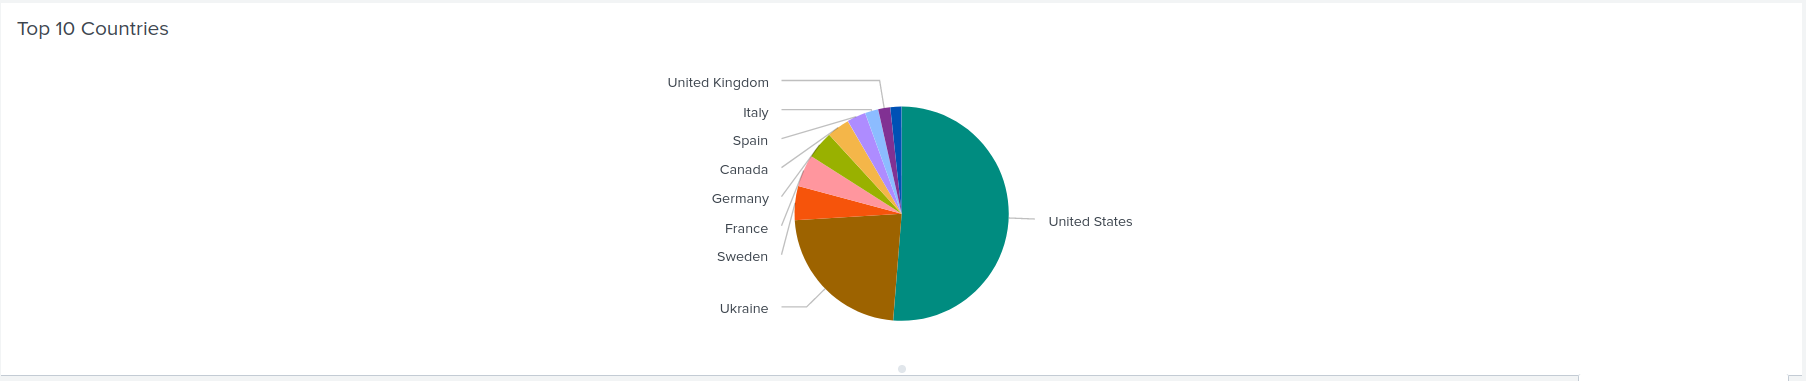 Top 10 Countries
United Kingdom
Italy
Spain
Canada
Germany
France
Sweden
Ukraine
United States